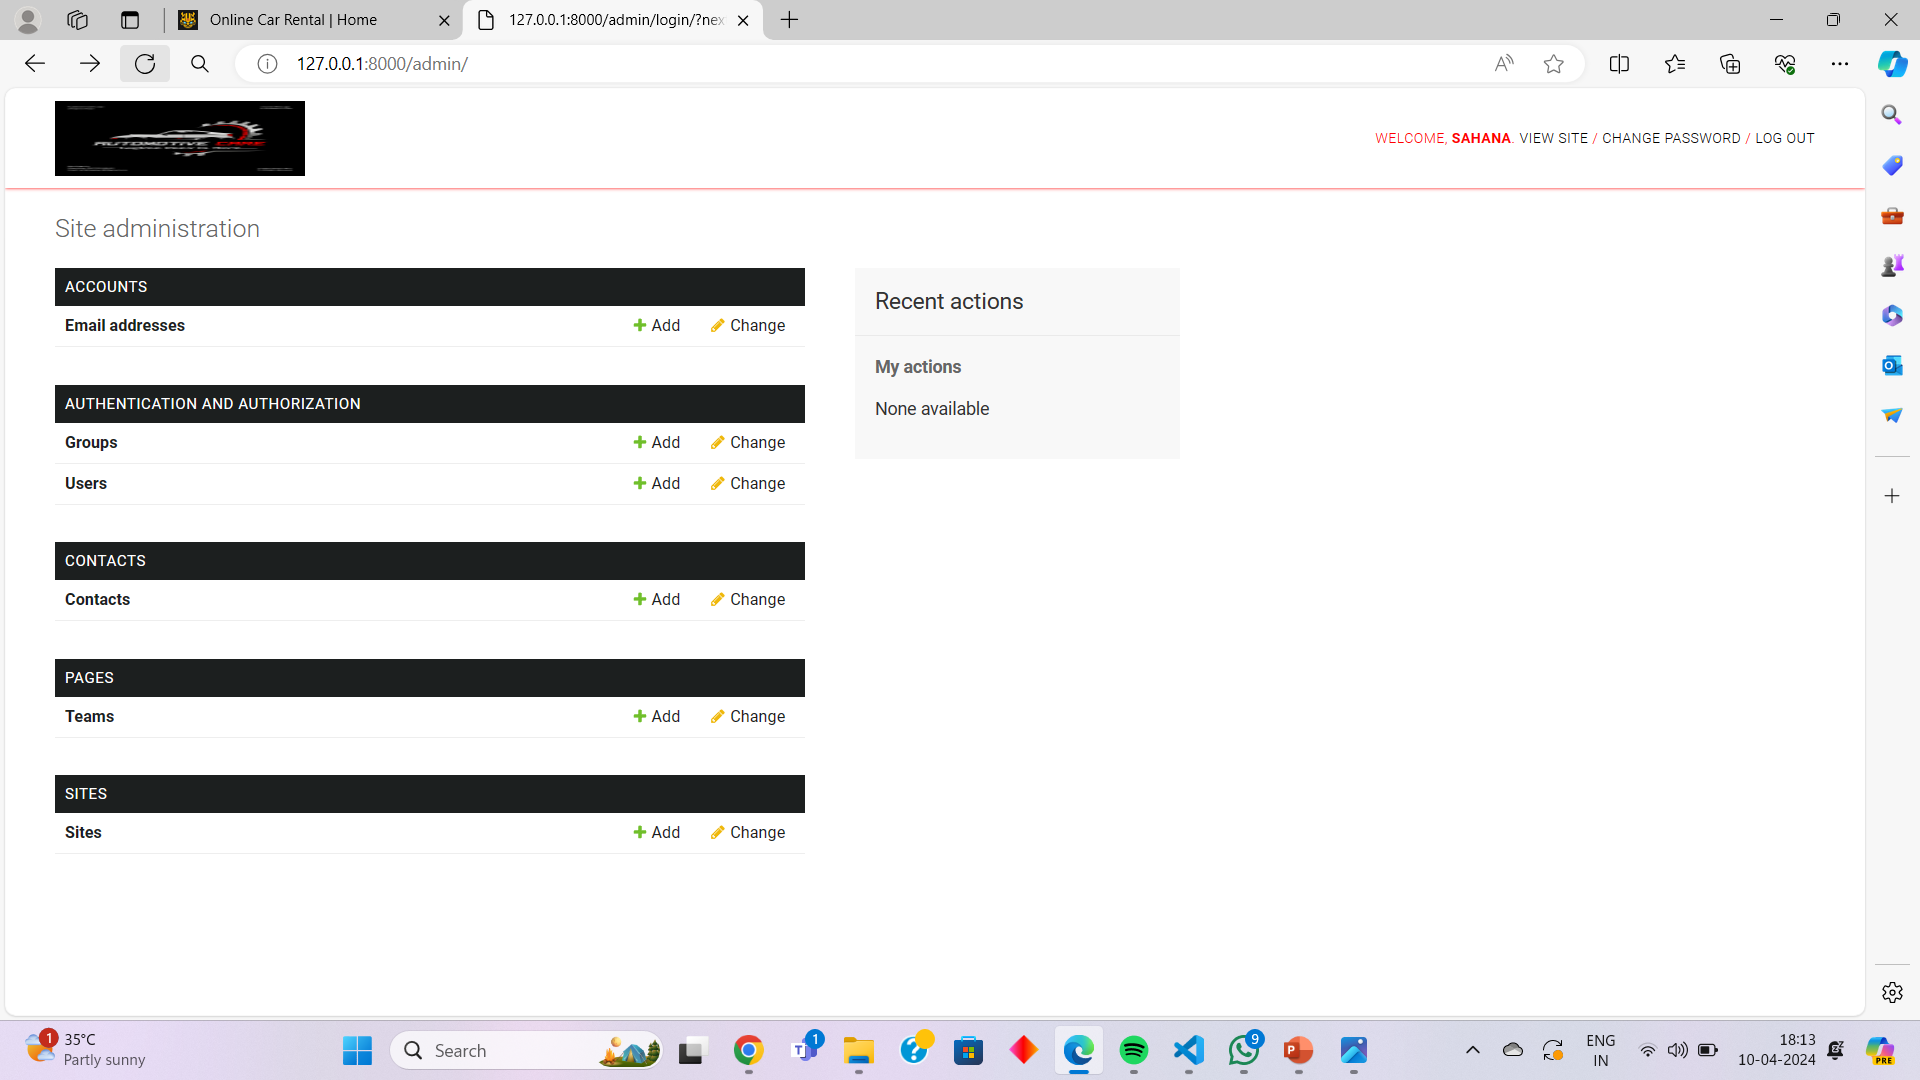 Online Car Rental | Home
127.0.0.1:8000/admin/login/?nex
127.0.0.1:8000/admin/
AUTOMOTIVE
WELCOME, SAHANA. VIEW SITE / CHANGE PASSWORD / LOG OUT
Site administration
ACCOUNTS
Email addresses Add Change
AUTHENTICATION AND AUTHORIZATION
Groups Add Change
Users Add Change
CONTACTS
Contacts Add Change
PAGES
Teams Add Change
SITES
Sites Add Change
Recent actions
My actions
None available
1
35°C
Partly sunny
Search
1
9
ENG
IN
18:13
10-04-2024
PRE